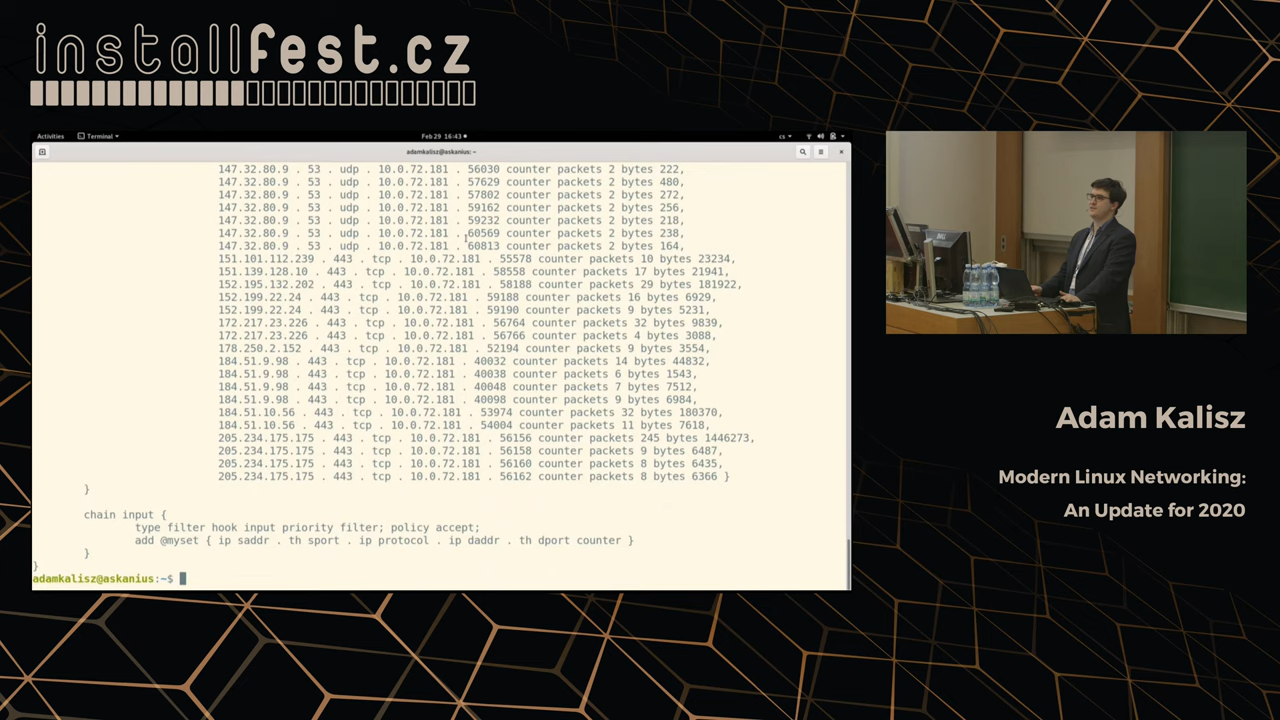 installfest.cz
Activities Terminal Feb 29 16:43 cs
adamkalisz@askanius: ~
147.32.80.9 . 53 . udp . 10.0.72.181 . 56030 counter packets 2 bytes 222,
147.32.80.9 . 53 . udp . 10.0.72.181 . 57629 counter packets 2 bytes 480,
147.32.80.9 . 53 . udp . 10.0.72.181 . 57802 counter packets 2 bytes 272,
147.32.80.9 . 53 . udp . 10.0.72.181 . 59162 counter packets 2 bytes 256,
147.32.80.9 . 53 . udp . 10.0.72.181 . 59232 counter packets 2 bytes 218,
147.32.80.9 . 53 . udp . 10.0.72.181 . 60569 counter packets 2 bytes 238,
147.32.80.9 . 53 . udp . 10.0.72.181 . 60813 counter packets 2 bytes 164,
151.101.112.239 . 443 . tcp . 10.0.72.181 . 55578 counter packets 10 bytes 23234,
151.139.128.10 . 443 . tcp . 10.0.72.181 . 58558 counter packets 17 bytes 21941,
152.195.132.202 . 443 . tcp . 10.0.72.181 . 58188 counter packets 29 bytes 181922,
152.199.22.24 . 443 . tcp . 10.0.72.181 . 59188 counter packets 16 bytes 6929,
152.199.22.24 . 443 . tcp . 10.0.72.181 . 59190 counter packets 9 bytes 5231,
172.217.23.226 . 443 . tcp . 10.0.72.181 . 56764 counter packets 32 bytes 9839,
172.217.23.226 . 443 . tcp . 10.0.72.181 . 56766 counter packets 4 bytes 3088,
178.250.2.152 . 443 . tcp . 10.0.72.181 . 52194 counter packets 9 bytes 3554,
184.51.9.98 . 443 . tcp . 10.0.72.181 . 40032 counter packets 14 bytes 44832,
184.51.9.98 . 443 . tcp . 10.0.72.181 . 40038 counter packets 6 bytes 1543,
184.51.9.98 . 443 . tcp . 10.0.72.181 . 40048 counter packets 7 bytes 7512,
184.51.9.98 . 443 . tcp . 10.0.72.181 . 40098 counter packets 9 bytes 6984,
184.51.10.56 . 443 . tcp . 10.0.72.181 . 53974 counter packets 32 bytes 180370,
184.51.10.56 . 443 . tcp . 10.0.72.181 . 54004 counter packets 11 bytes 7618,
205.234.175.175 . 443 . tcp . 10.0.72.181 . 56156 counter packets 245 bytes 1446273,
205.234.175.175 . 443 . tcp . 10.0.72.181 . 56158 counter packets 9 bytes 6487,
205.234.175.175 . 443 . tcp . 10.0.72.181 . 56160 counter packets 8 bytes 6435,
205.234.175.175 . 443 . tcp . 10.0.72.181 . 56162 counter packets 8 bytes 6366 }
}
chain input {
type filter hook input priority filter; policy accept;
add @myset { ip saddr . th sport . ip protocol . ip daddr . th dport counter }
}
}
adamkalisz@askanius:~$
Adam Kalisz
Modern Linux Networking:
An Update for 2020